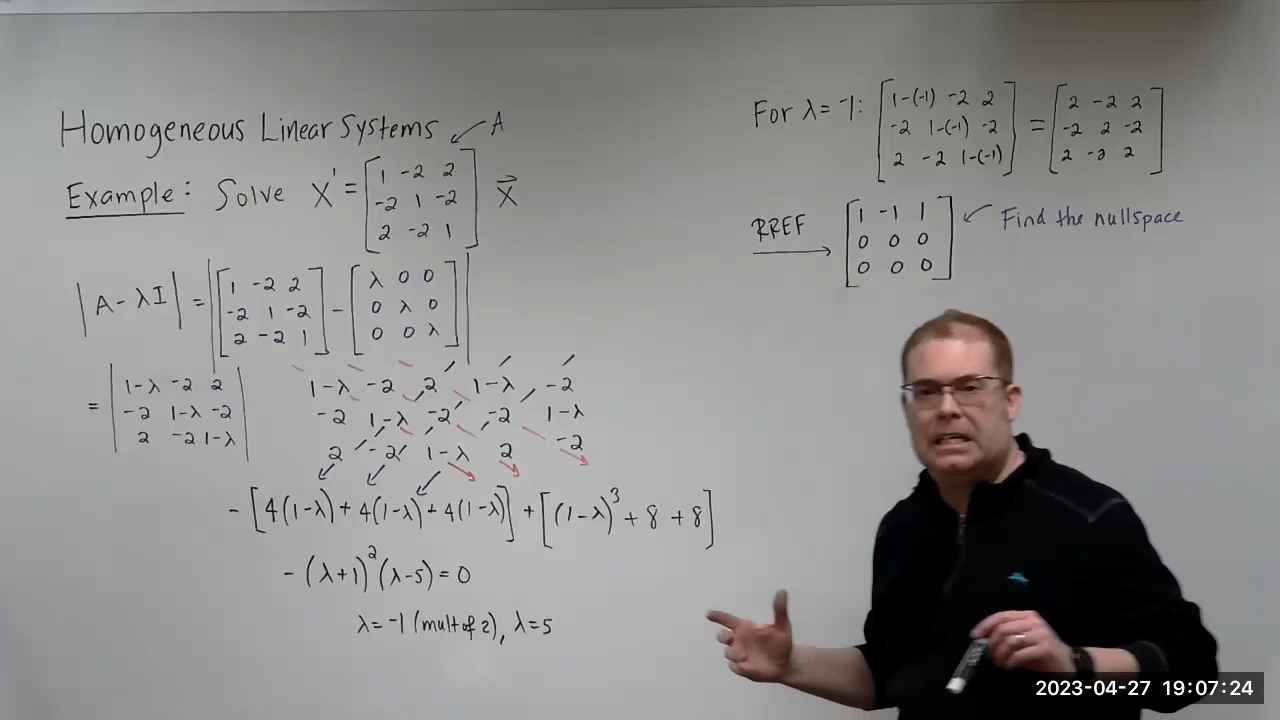 Homogeneous Linear Systems ↙ A
Example: Solve X' = [1 -2 2; -2 1 -2; 2 -2 1] X⃗
|A - λI| = |[1 -2 2; -2 1 -2; 2 -2 1] - [λ 0 0; 0 λ 0; 0 0 λ]|
= |1-λ -2 2; -2 1-λ -2; 2 -2 1-λ|
1-λ -2 2 1-λ -2
-2 1-λ -2 -2 1-λ
2 -2 1-λ 2 -2
- [4(1-λ) + 4(1-λ) + 4(1-λ)] + [(1-λ)³ + 8 + 8]
- (λ+1)² (λ-5) = 0
λ = -1 (mult of 2), λ = 5
For λ = -1: [1-(-1) -2 2; -2 1-(-1) -2; 2 -2 1-(-1)] = [2 -2 2; -2 2 -2; 2 -2 2]
RREF → [1 -1 1; 0 0 0; 0 0 0] ↙ Find the nullspace
2023-04-27 19:07:24